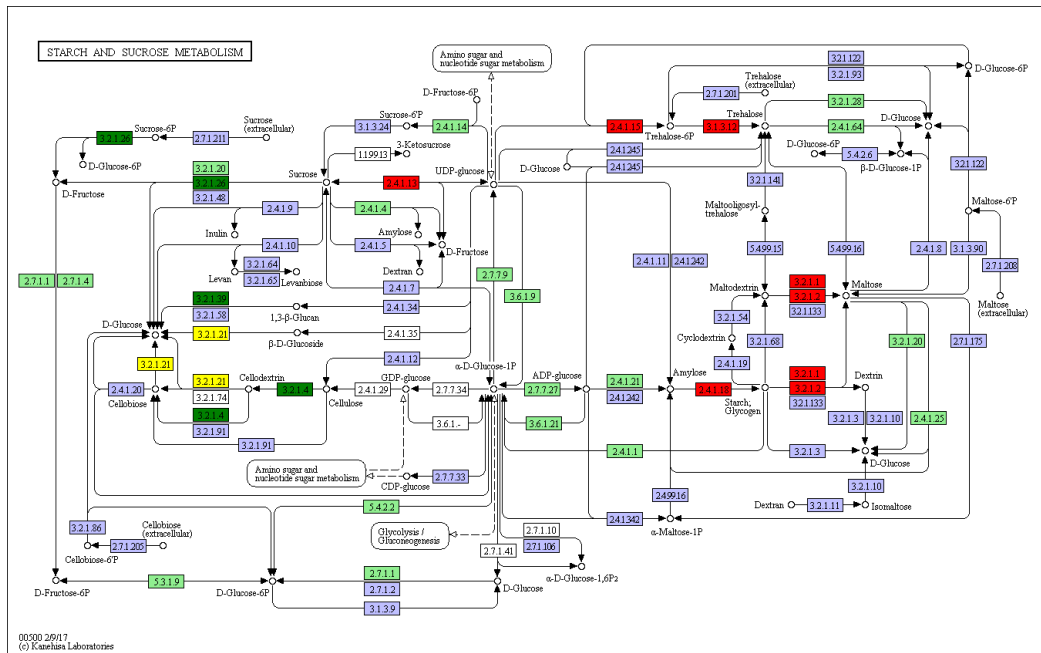 STARCH AND SUCROSE METABOLISM
Amino sugar and
nucleotide sugar metabolism
3.2.1.122
3.2.1.93
D-Glucose-6P
D-Fructose-6P
2.7.1.201
Trehalose
(extracellular)
3.2.1.26
Sucrose-6P
2.7.1.211
Sucrose
(extracellular)
Sucrose-6'P
3.1.3.24
2.4.1.14
2.4.1.15
Trehalose-6P
3.1.3.12
Trehalose
3.2.1.28
2.4.1.64
D-Glucose
D-Glucose-6P
1.1.99.13
3-Ketosucrose
2.4.1.245
2.4.1.245
D-Glucose
D-Glucose-6P
5.4.2.6
β-D-Glucose-1P
3.2.1.122
3.2.1.20
3.2.1.26
3.2.1.48
D-Fructose
Sucrose
2.4.1.13
UDP-glucose
3.2.1.141
2.4.1.9
Inulin
2.4.1.4
Amylose
Maltooligosyl-
trehalose
Maltose-6'P
2.4.1.10
Levan
3.2.1.64
3.2.1.65
Levanbiose
2.4.1.5
Dextran
D-Fructose
2.4.1.7
5.4.99.15
5.4.99.16
2.4.1.8
3.1.3.90
2.4.1.11
2.4.1.242
2.7.1.208
2.7.1.1
2.7.1.4
2.7.7.9
3.6.1.9
Maltodextrin
3.2.1.1
3.2.1.2
3.2.1.133
Maltose
Maltose
(extracellular)
3.2.1.39
3.2.1.58
1,3-β-Glucan
2.4.1.34
3.2.1.54
Cyclodextrin
3.2.1.68
3.2.1.20
2.7.1.175
D-Glucose
3.2.1.21
β-D-Glucoside
2.4.1.35
2.4.1.12
α-D-Glucose-1P
2.4.1.19
3.2.1.21
3.2.1.21
3.2.1.74
Cellodextrin
3.2.1.4
Cellulose
GDP-glucose
2.4.1.29
2.7.7.34
ADP-glucose
2.7.7.27
2.4.1.21
2.4.1.242
Amylose
2.4.1.18
Starch;
Glycogen
3.2.1.1
3.2.1.2
3.2.1.133
Dextrin
2.4.1.20
Cellobiose
3.2.1.4
3.2.1.91
3.2.1.91
3.6.1.-
3.6.1.21
2.4.1.1
3.2.1.3
3.2.1.10
2.4.1.25
3.2.1.3
D-Glucose
Amino sugar and
nucleotide sugar metabolism
2.7.7.33
CDP-glucose
2.4.99.16
3.2.1.10
Dextran
3.2.1.11
Isomaltose
5.4.2.2
2.4.1.342
α-Maltose-1P
3.2.1.86
Cellobiose-6'P
2.7.1.205
Cellobiose
(extracellular)
Glycolysis /
Gluconeogenesis
2.7.1.10
2.7.1.106
2.7.1.41
α-D-Glucose-1,6P2
D-Fructose-6P
5.3.1.9
D-Glucose-6P
2.7.1.1
2.7.1.2
3.1.3.9
D-Glucose
00500 2/9/17
(c) Kanehisa Laboratories